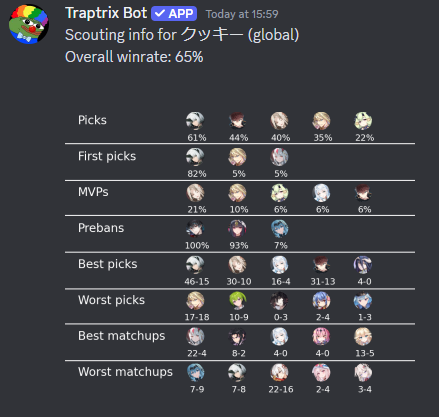 Traptrix Bot ✓ APP Today at 15:59
Scouting info for クッキー (global)
Overall winrate: 65%
Picks
61% 44% 40% 35% 22%
First picks
82% 5% 5%
MVPs
21% 10% 6% 6% 6%
Prebans
100% 93% 7%
Best picks
46-15 30-10 16-4 31-13 4-0
Worst picks
17-18 10-9 0-3 2-4 1-3
Best matchups
22-4 8-2 4-0 4-0 13-5
Worst matchups
7-9 7-8 22-16 2-4 3-4